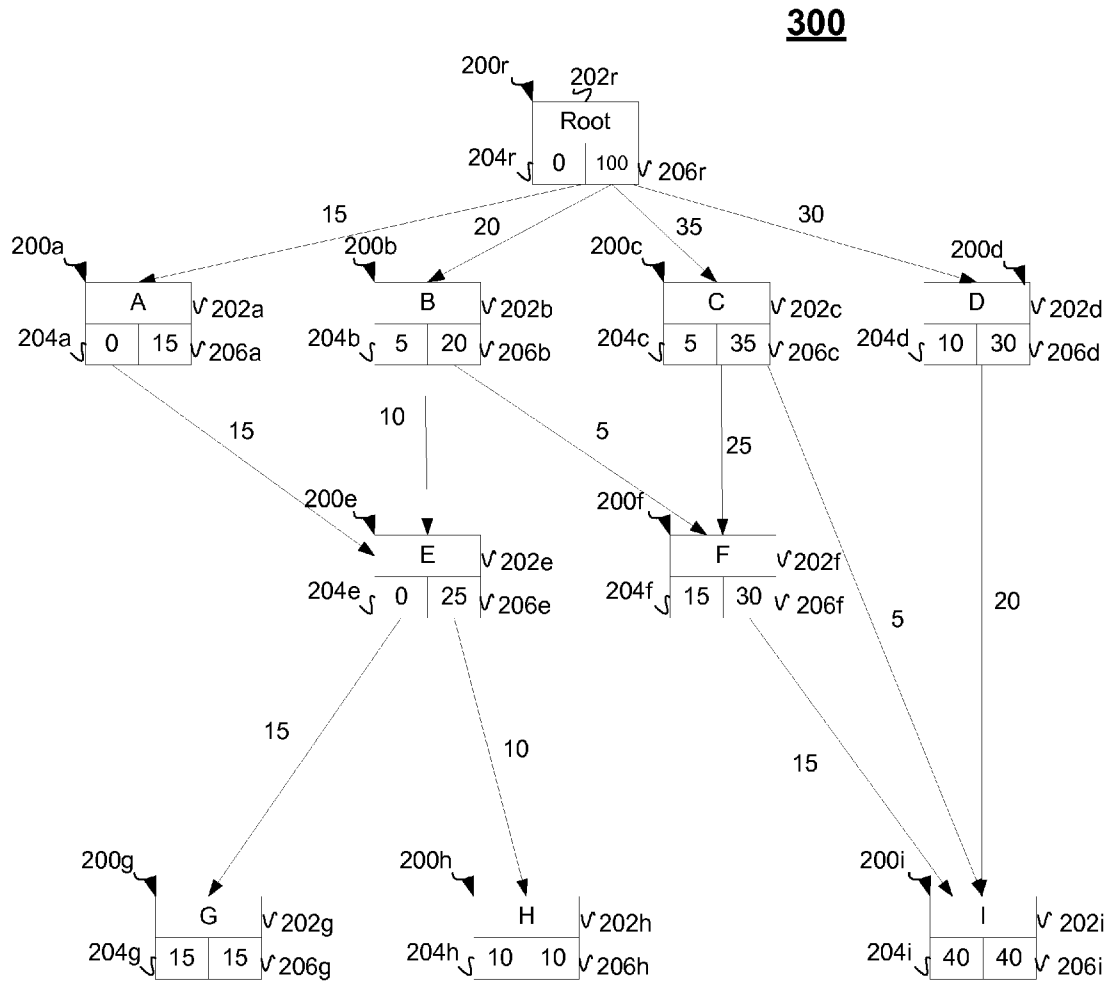 300
200r
202r
Root
204r
0
100
206r
15
20
35
30
200a
200b
200c
200d
A
202a
B
202b
C
202c
D
202d
204a
0
15
206a
204b
5
20
206b
204c
5
35
206c
204d
10
30
206d
15
10
5
25
200e
200f
E
202e
F
202f
204e
0
25
206e
204f
15
30
206f
5
20
15
10
15
200g
200h
200i
G
202g
H
202h
I
202i
204g
15
15
206g
204h
10
10
206h
204i
40
40
206i